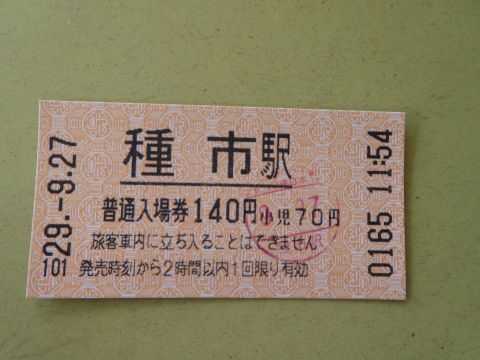 種市駅
普通入場券140円小児70円
旅客車内に立ち入ることはできません。
発売時刻から2時間以内1回限り有効
29.-9.27
101
0165 11:54